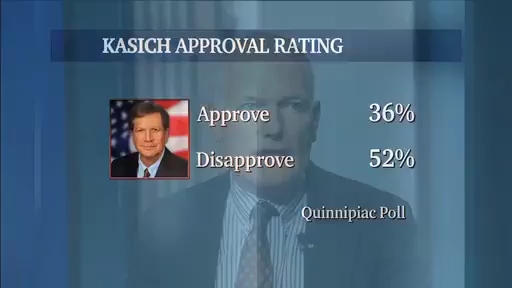 KASICH APPROVAL RATING
Approve 36%
Disapprove 52%
Quinnipiac Poll